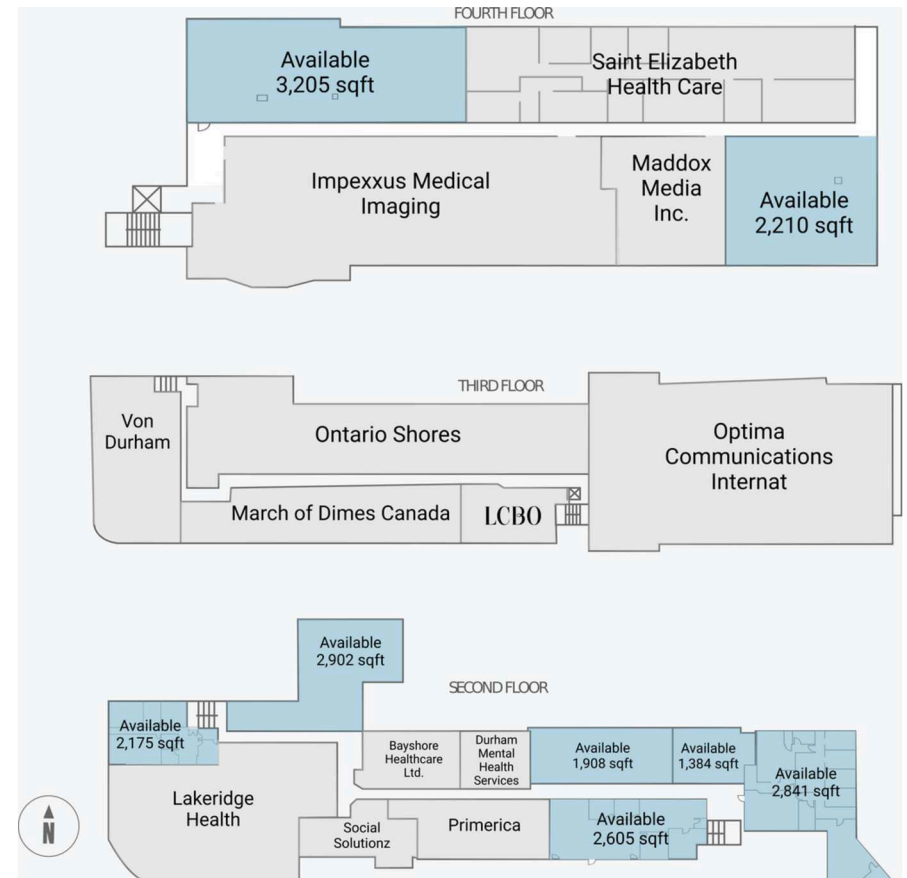 FOURTH FLOOR
Available
3,205 sqft
Saint Elizabeth
Health Care
Impexxus Medical
Imaging
Maddox
Media
Inc.
Available
2,210 sqft
THIRD FLOOR
Von
Durham
Ontario Shores
Optima
Communications
Internat
March of Dimes Canada
LCBO
SECOND FLOOR
Available
2,902 sqft
Available
2,175 sqft
Bayshore
Healthcare
Ltd.
Durham
Mental
Health
Services
Available
1,908 sqft
Available
1,384 sqft
Available
2,841 sqft
Lakeridge
Health
Social
Solutionz
Primerica
Available
2,605 sqft
N